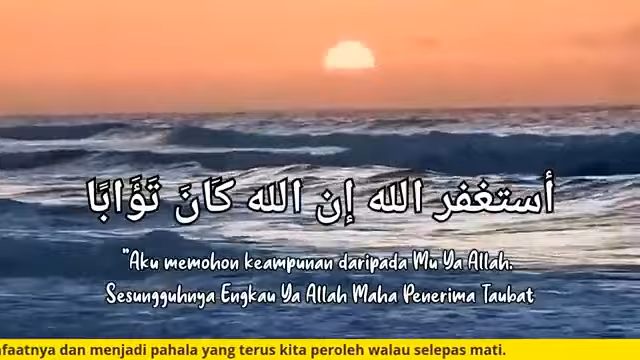 أستغفر الله إن الله كَانَ تَؤَابًا
"Aku memohon keampunan daripada Mu Ya Allah.
Sesungguhnya Engkau Ya Allah Maha Penerima Taubat
faatnya dan menjadi pahala yang terus kita peroleh walau selepas mati.